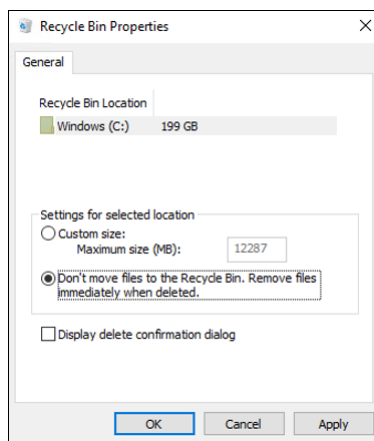 Recycle Bin Properties
General
Recycle Bin Location
Windows (C:) 199 GB
Settings for selected location
Custom size:
Maximum size (MB): 12287
Don't move files to the Recycle Bin. Remove files
immediately when deleted.
Display delete confirmation dialog
OK Cancel Apply